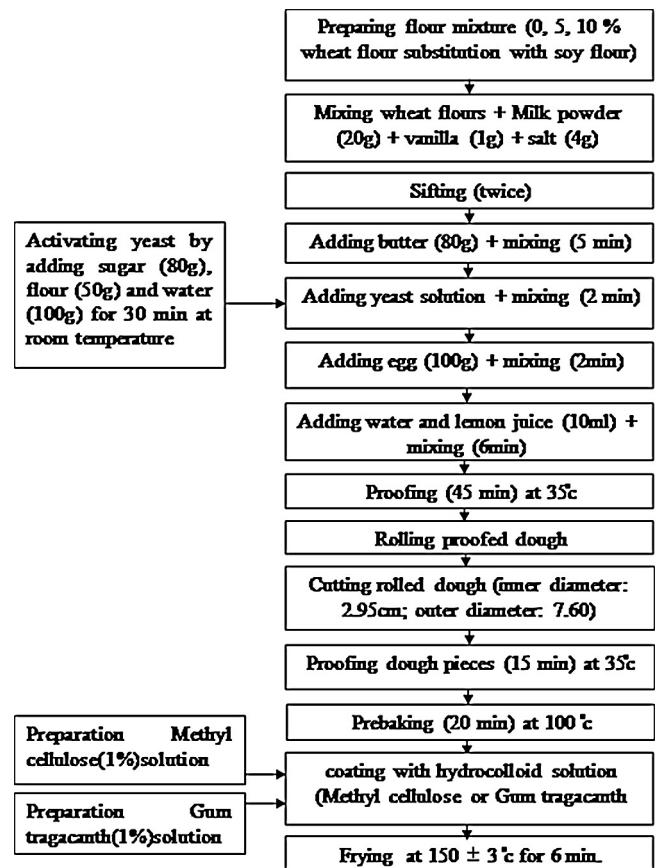 Preparing flour mixture (0, 5, 10 %
wheat flour substitution with soy flour)
Mixing wheat flours + Milk powder
(20g) + vanilla (1g) + salt (4g)
Sifting (twice)
Adding butter (80g) + mixing (5 min)
Activating yeast by
adding sugar (80g),
flour (50g) and water
(100g) for 30 min at
room temperature
Adding yeast solution + mixing (2 min)
Adding egg (100g) + mixing (2min)
Adding water and lemon juice (10ml) +
mixing (6min)
Proofing (45 min) at 35°c
Rolling proofed dough
Cutting rolled dough (inner diameter:
2.95cm; outer diameter: 7.60)
Proofing dough pieces (15 min) at 35°c
Prebaking (20 min) at 100 °c
Preparation Methyl
cellulose(1%)solution
coating with hydrocolloid solution
(Methyl cellulose or Gum tragacanth
Preparation Gum
tragacanth(1%)solution
Frying at 150 ± 3 °c for 6 min.